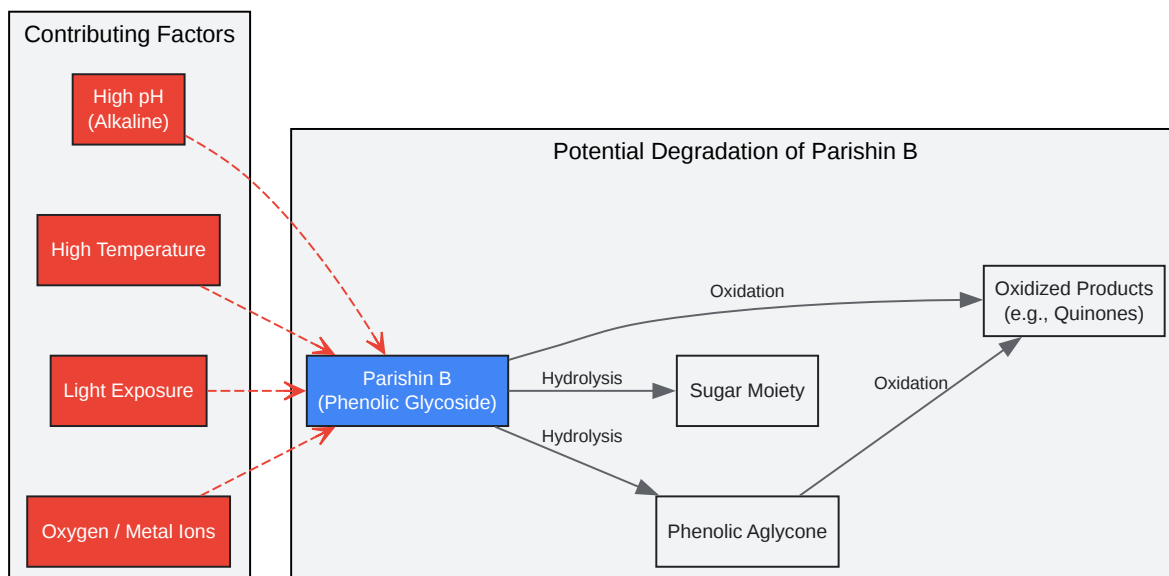 Contributing Factors
High pH
(Alkaline)
High Temperature
Light Exposure
Oxygen / Metal Ions
Potential Degradation of Parishin B
Parishin B
(Phenolic Glycoside)
Oxidation
Hydrolysis
Hydrolysis
Sugar Moiety
Phenolic Aglycone
Oxidation
Oxidized Products
(e.g., Quinones)